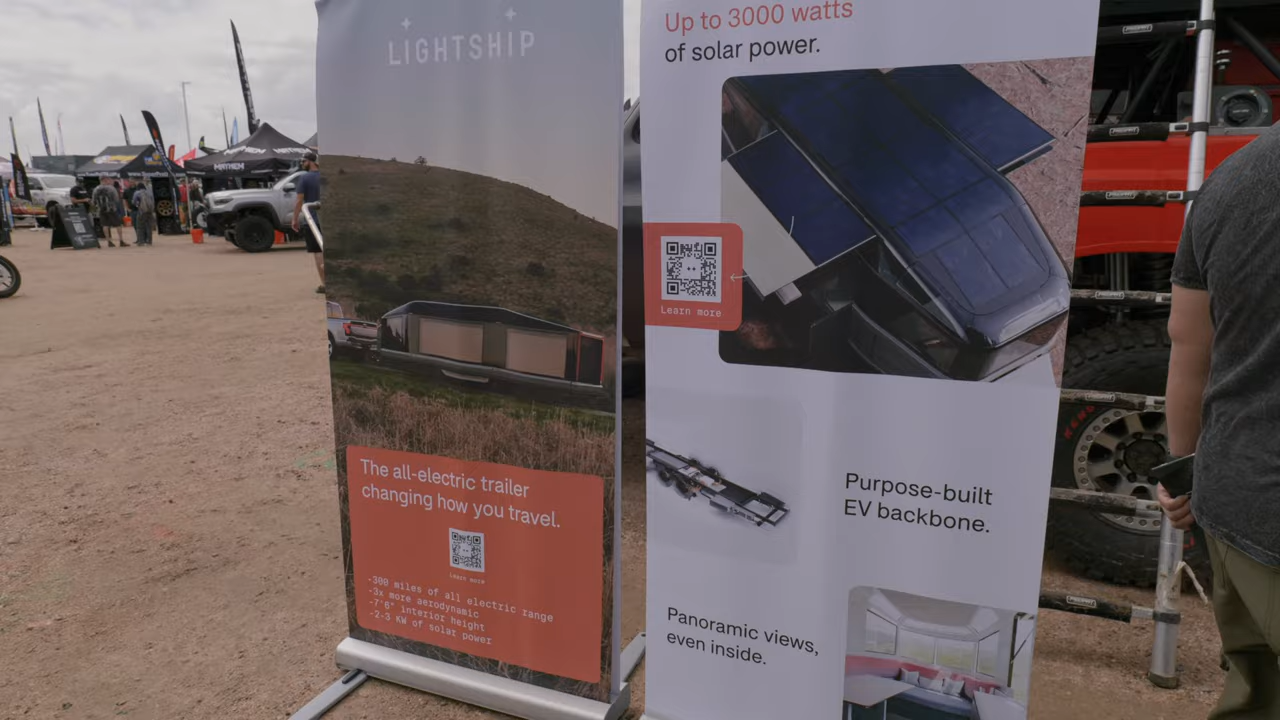 LIGHTSHIP
The all-electric trailer
changing how you travel.
Learn more
-300 miles of all electric range
-3x more aerodynamic
-7'6" interior height
-2-3 KW of solar power
Up to 3000 watts
of solar power.
Learn more
Purpose-built
EV backbone.
Panoramic views,
even inside.
MAYHEM